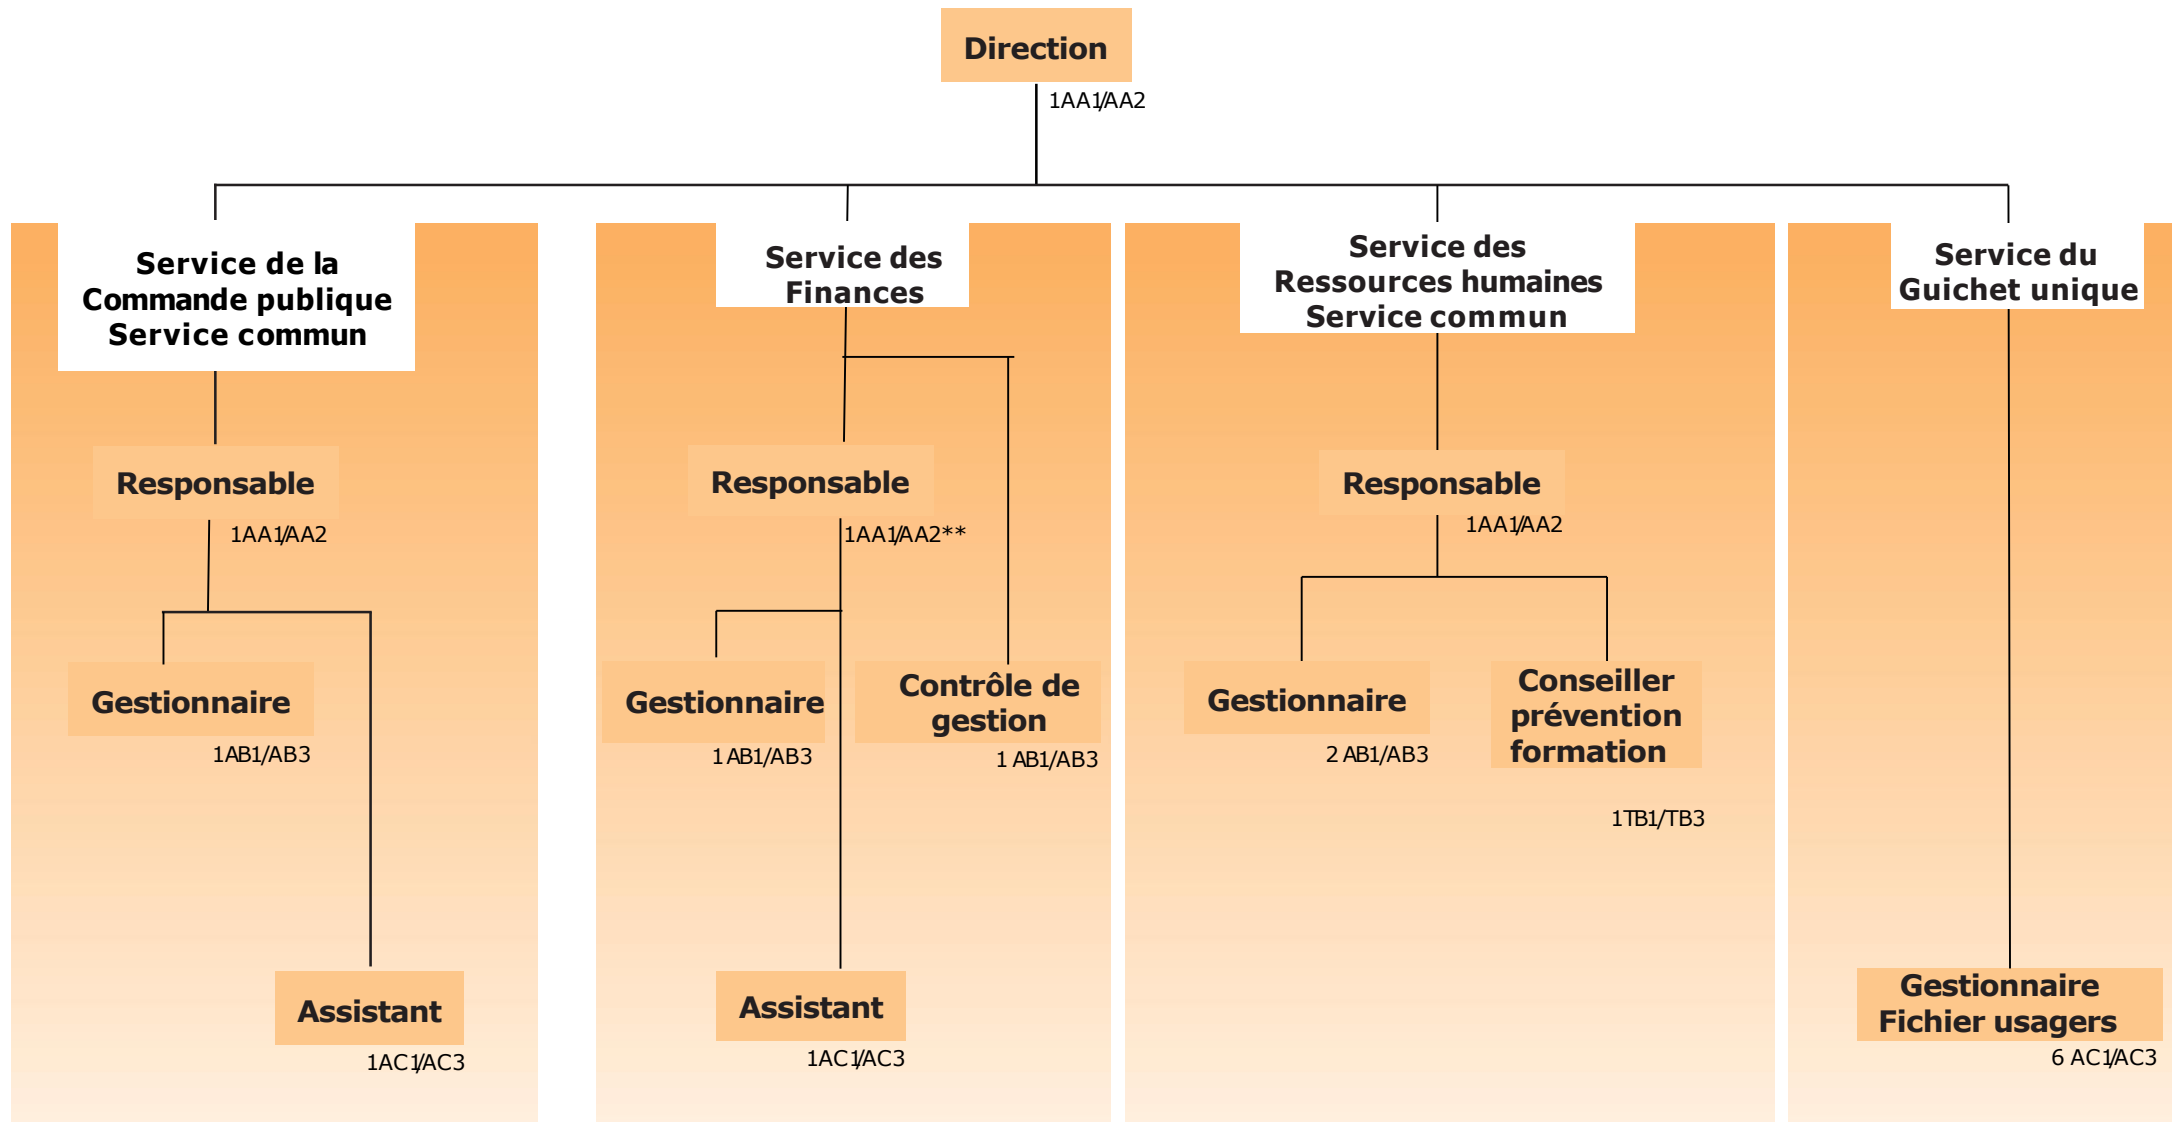 Direction
1AA1/AA2
Service de la
Commande publique
Service commun
Responsable
1AA1/AA2
Gestionnaire
1AB1/AB3
Assistant
1AC1/AC3
Service des
Finances
Responsable
1AA1/AA2**
Gestionnaire
1 AB1/AB3
Contrôle de
gestion
1 AB1/AB3
Assistant
1AC1/AC3
Service des
Ressources humaines
Service commun
Responsable
1AA1/AA2
Gestionnaire
2 AB1/AB3
Conseiller
prévention
formation
1TB1/TB3
Service du
Guichet unique
Gestionnaire
Fichier usagers
6 AC1/AC3